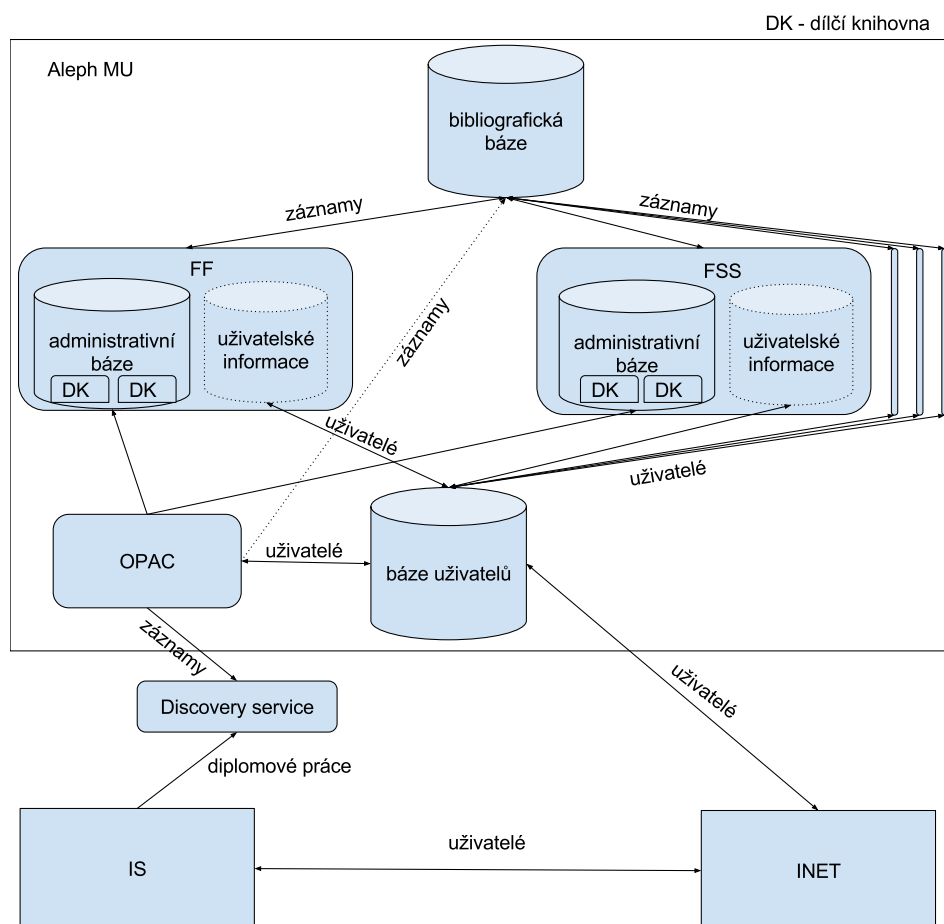 DK - dílčí knihovna
Aleph MU
bibliografická
báze
záznamy
záznamy
FF
administrativní
báze
DK
DK
uživatelské
informace
záznamy
FSS
administrativní
báze
DK
DK
uživatelské
informace
uživatelé
uživatelé
OPAC
uživatelé
báze uživatelů
záznamy
Discovery service
uživatelé
diplomové práce
IS
uživatelé
INET